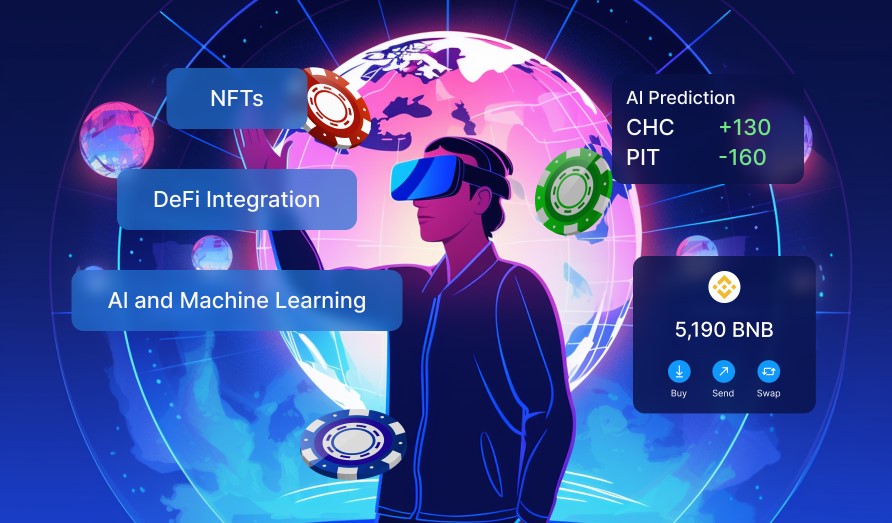 NFTs
DeFi Integration
AI and Machine Learning
AI Prediction
CHC +130
PIT -160
5,190 BNB
Buy Send Swap